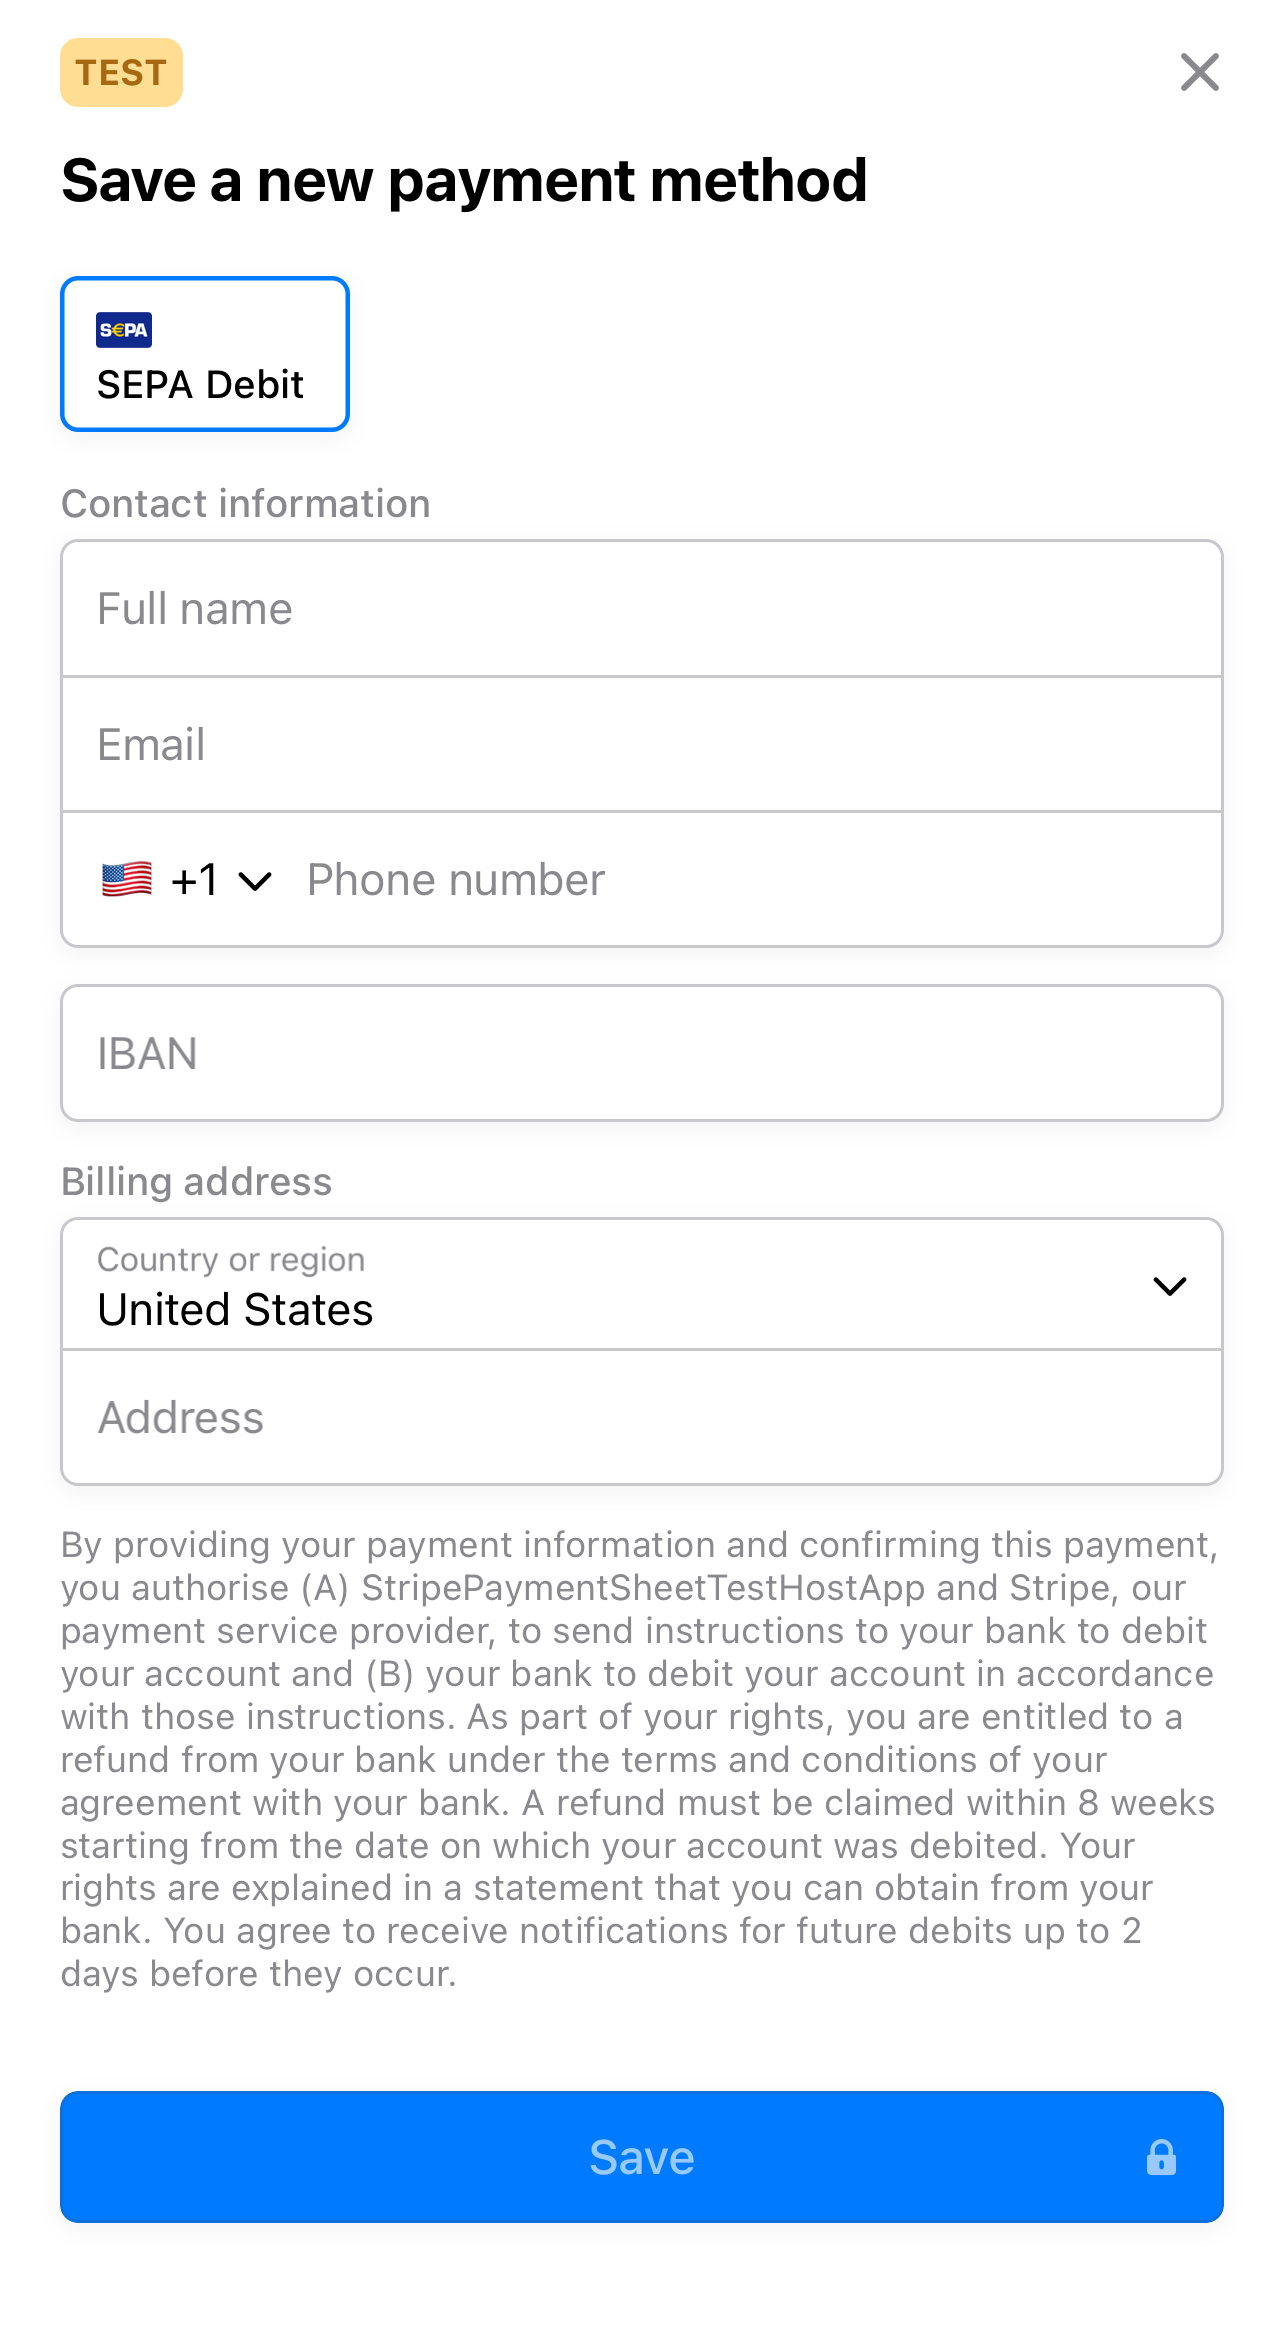 TEST
Save a new payment method
S€PA
SEPA Debit
Contact information
Full name
Email
+1 Phone number
IBAN
Billing address
Country or region
United States
Address
By providing your payment information and confirming this payment,
you authorise (A) StripePaymentSheetTestHostApp and Stripe, our
payment service provider, to send instructions to your bank to debit
your account and (B) your bank to debit your account in accordance
with those instructions. As part of your rights, you are entitled to a
refund from your bank under the terms and conditions of your
agreement with your bank. A refund must be claimed within 8 weeks
starting from the date on which your account was debited. Your
rights are explained in a statement that you can obtain from your
bank. You agree to receive notifications for future debits up to 2
days before they occur.
Save